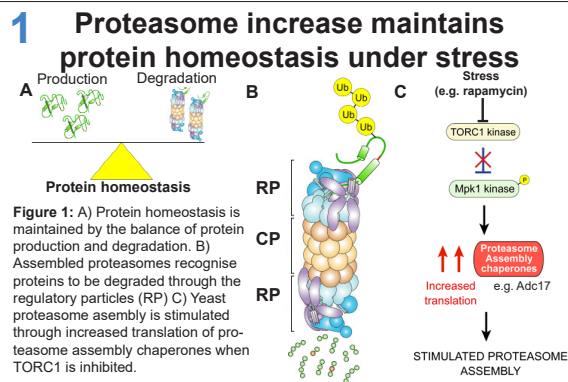 1
Proteasome increase maintains
protein homeostasis under stress
A
Production
Degradation
Protein homeostasis
Figure 1: A) Protein homeostasis is
maintained by the balance of protein
production and degradation. B)
Assembled proteasomes recognise
proteins to be degraded through the
regulatory particles (RP) C) Yeast
proteasome asembly is stimulated
through increased translation of pro-
teasome assembly chaperones when
TORC1 is inhibited.
B
Ub
Ub
Ub
Ub
RP
CP
RP
C
Stress
(e.g. rapamycin)
TORC1 kinase
Mpk1 kinase
P
Proteasome
Assembly
chaperones
Increased
translation
e.g. Adc17
STIMULATED PROTEASOME
ASSEMBLY